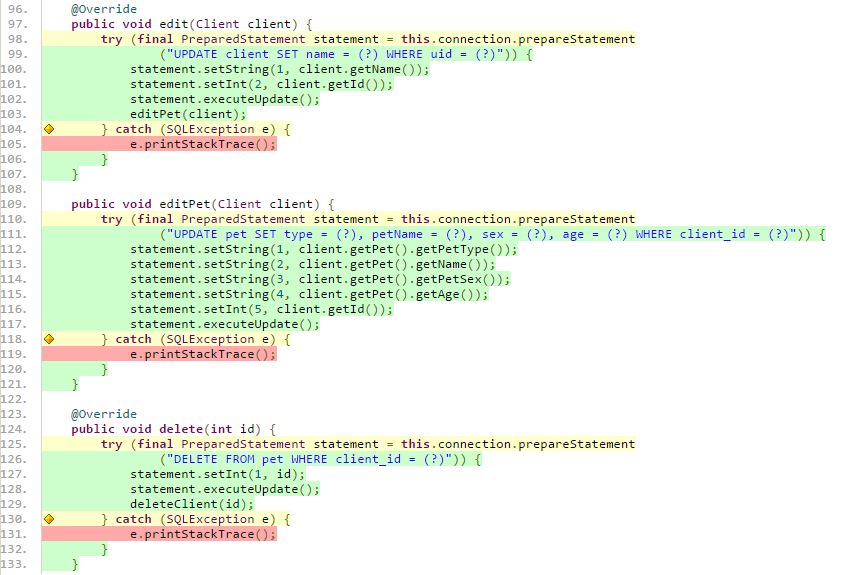 96. @Override
97. public void edit(Client client) {
98. try (final PreparedStatement statement = this.connection.prepareStatement
99. ("UPDATE client SET name = (?) WHERE uid = (?)")) {
100. statement.setString(1, client.getName());
101. statement.setInt(2, client.getId());
102. statement.executeUpdate();
103. editPet(client);
104. } catch (SQLException e) {
105. e.printStackTrace();
106. }
107. }
108.
109. public void editPet(Client client) {
110. try (final PreparedStatement statement = this.connection.prepareStatement
111. ("UPDATE pet SET type = (?), petName = (?), sex = (?), age = (?) WHERE client_id = (?)")) {
112. statement.setString(1, client.getPet().getPetType());
113. statement.setString(2, client.getPet().getName());
114. statement.setString(3, client.getPet().getPetSex());
115. statement.setString(4, client.getPet().getAge());
116. statement.setInt(5, client.getId());
117. statement.executeUpdate();
118. } catch (SQLException e) {
119. e.printStackTrace();
120. }
121. }
122.
123. @Override
124. public void delete(int id) {
125. try (final PreparedStatement statement = this.connection.prepareStatement
126. ("DELETE FROM pet WHERE client_id = (?)")) {
127. statement.setInt(1, id);
128. statement.executeUpdate();
129. deleteClient(id);
130. } catch (SQLException e) {
131. e.printStackTrace();
132. }
133. }